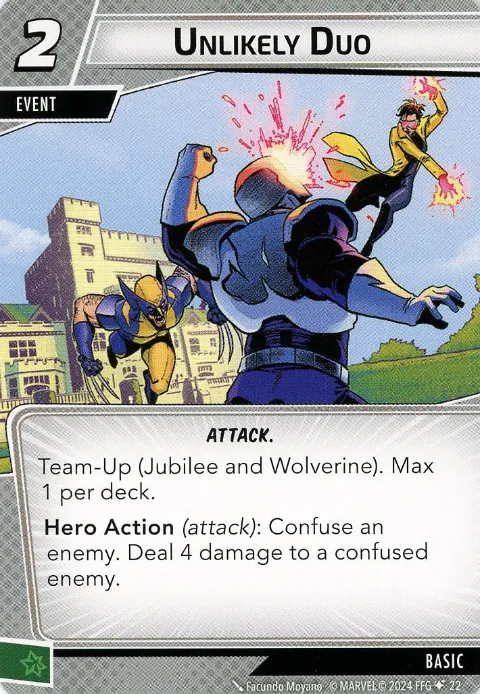 2
UNLIKELY DUO
EVENT
ATTACK.
Team-Up (Jubilee and Wolverine). Max
1 per deck.
Hero Action (attack): Confuse an
enemy. Deal 4 damage to a confused
enemy.
BASIC
Facundo Moyano © MARVEL © 2024 FFG 22